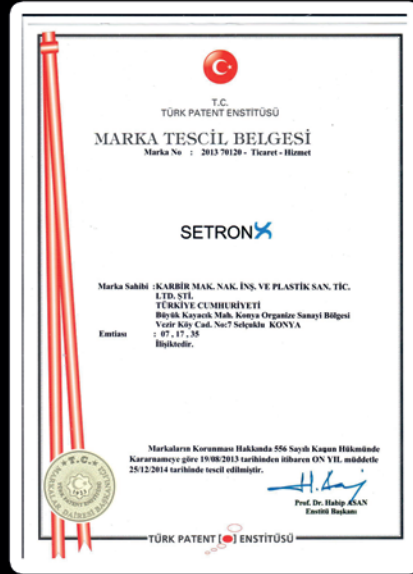 T.C.
TÜRK PATENT ENSTİTÜSÜ
MARKA TESCİL BELGESİ
Marka No : 2013 70120 - Ticaret - Hizmet
SETRON
Marka Sahibi :KARBİR MAK. NAK. İNŞ. VE PLASTİK SAN. TİC.
LTD. ŞTİ.
TÜRKİYE CUMHURİYETİ
Büyük Kayacık Mah. Konya Organize Sanayi Bölgesi
Vezir Köy Cad. No:7 Selçuklu KONYA
Emtiası : 07 , 17 , 35
İlişiktedir.
Markaların Korunması Hakkında 556 Sayılı Kanun Hükmünde
Kararnameye göre 19/08/2013 tarihinden itibaren ON YIL müddetle
25/12/2014 tarihinde tescil edilmiştir.
Prof. Dr. Habip ASAN
Enstitü Başkanı
T.C.
MARKALAR DAİRESİ BAŞKANLIĞI
TÜRK PATENT ENSTİTÜSÜ